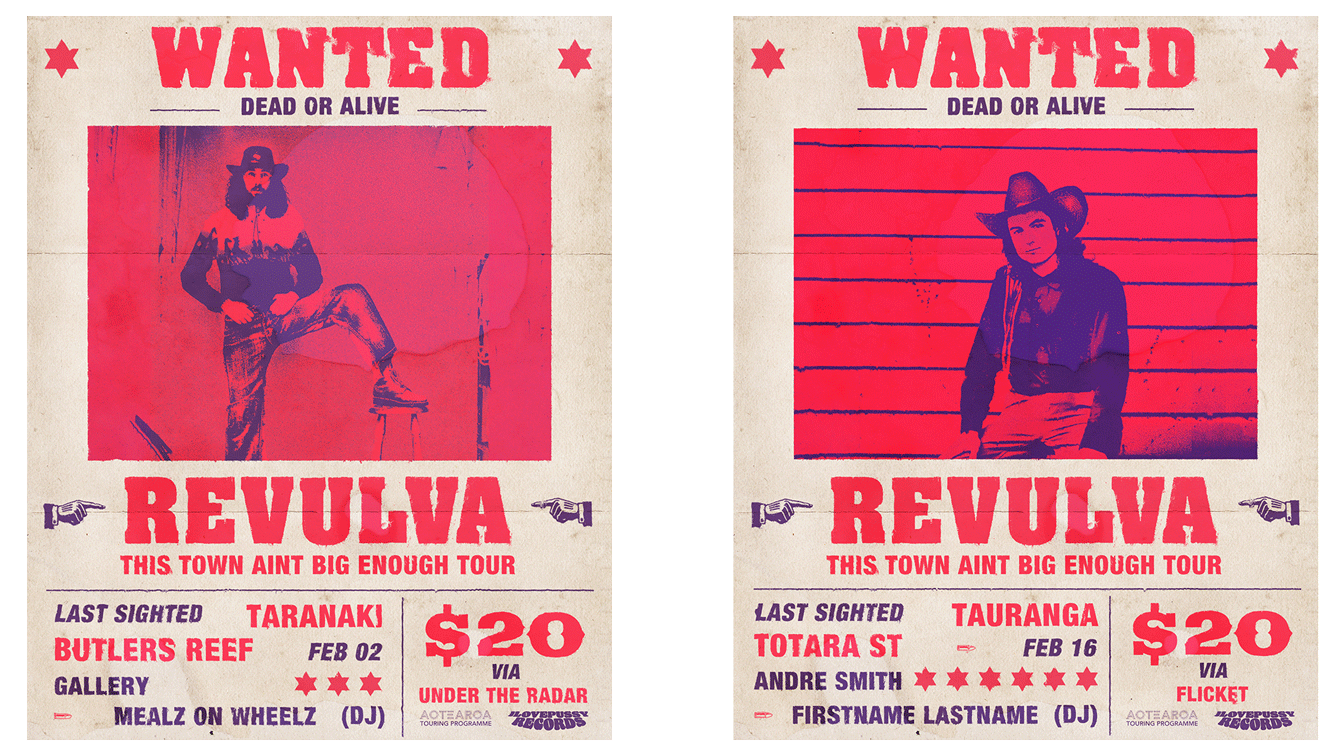 WANTED
DEAD OR ALIVE
REVULVA
THIS TOWN AINT BIG ENOUGH TOUR
LAST SIGHTED TARANAKI
BUTLERS REEF FEB 02
GALLERY
MEALZ ON WHEELZ (DJ)
$20
VIA
UNDER THE RADAR
AOTEAROA
TOURING PROGRAMME
ILOVEPUSSY
RECORDS
WANTED
DEAD OR ALIVE
REVULVA
THIS TOWN AINT BIG ENOUGH TOUR
LAST SIGHTED TAURANGA
TOTARA ST FEB 16
ANDRE SMITH
FIRSTNAME LASTNAME (DJ)
$20
VIA
FLICKET
AOTEAROA
TOURING PROGRAMME
ILOVEPUSSY
RECORDS